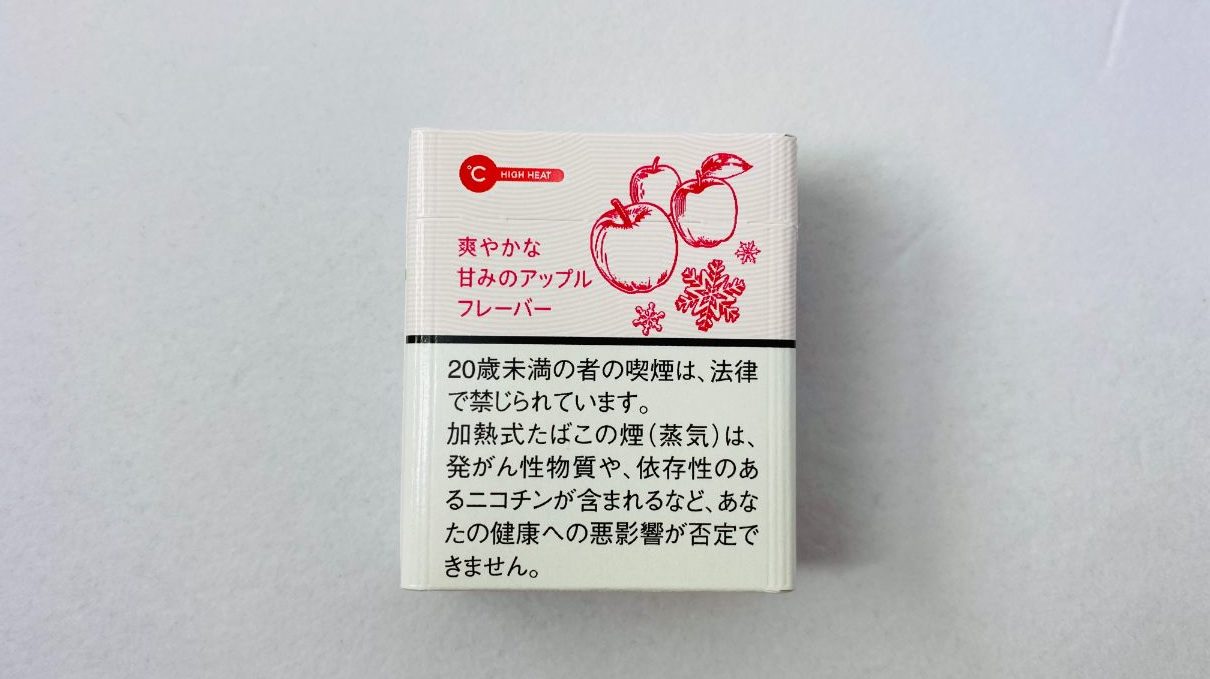 ℃ HIGH HEAT
爽やかな
甘みのアップル
フレーバー
20歳未満の者の喫煙は、法律
で禁じられています。
加熱式たばこの煙（蒸気）は、
発がん性物質や、依存性のあ
るニコチンが含まれるなど、あな
たの健康への悪影響が否定で
きません。